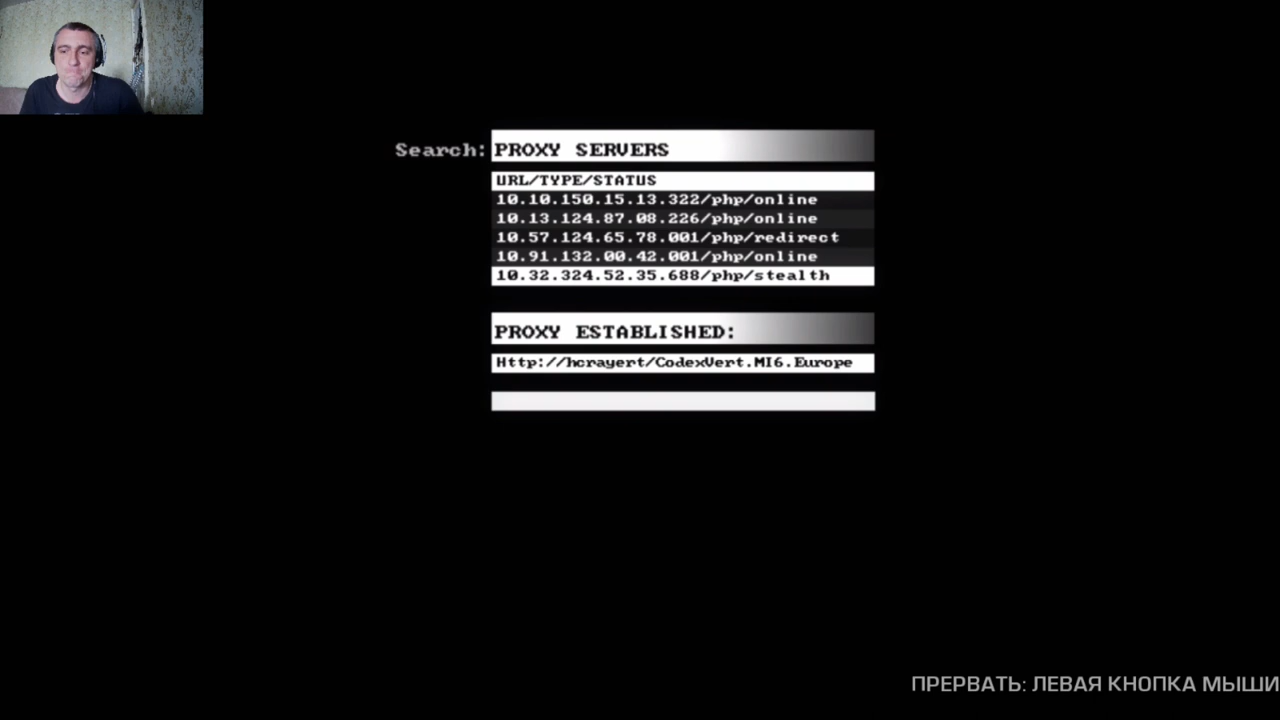 Search: PROXY SERVERS
URL/TYPE/STATUS
10.10.150.15.13.322/php/online
10.13.124.87.08.226/php/online
10.57.124.65.78.001/php/redirect
10.91.132.00.42.001/php/online
10.32.324.52.35.688/php/stealth
PROXY ESTABLISHED:
Http://hcrayert/CodexVert.MI6.Europe
ПРЕРВАТЬ: ЛЕВАЯ КНОПКА МЫШИ